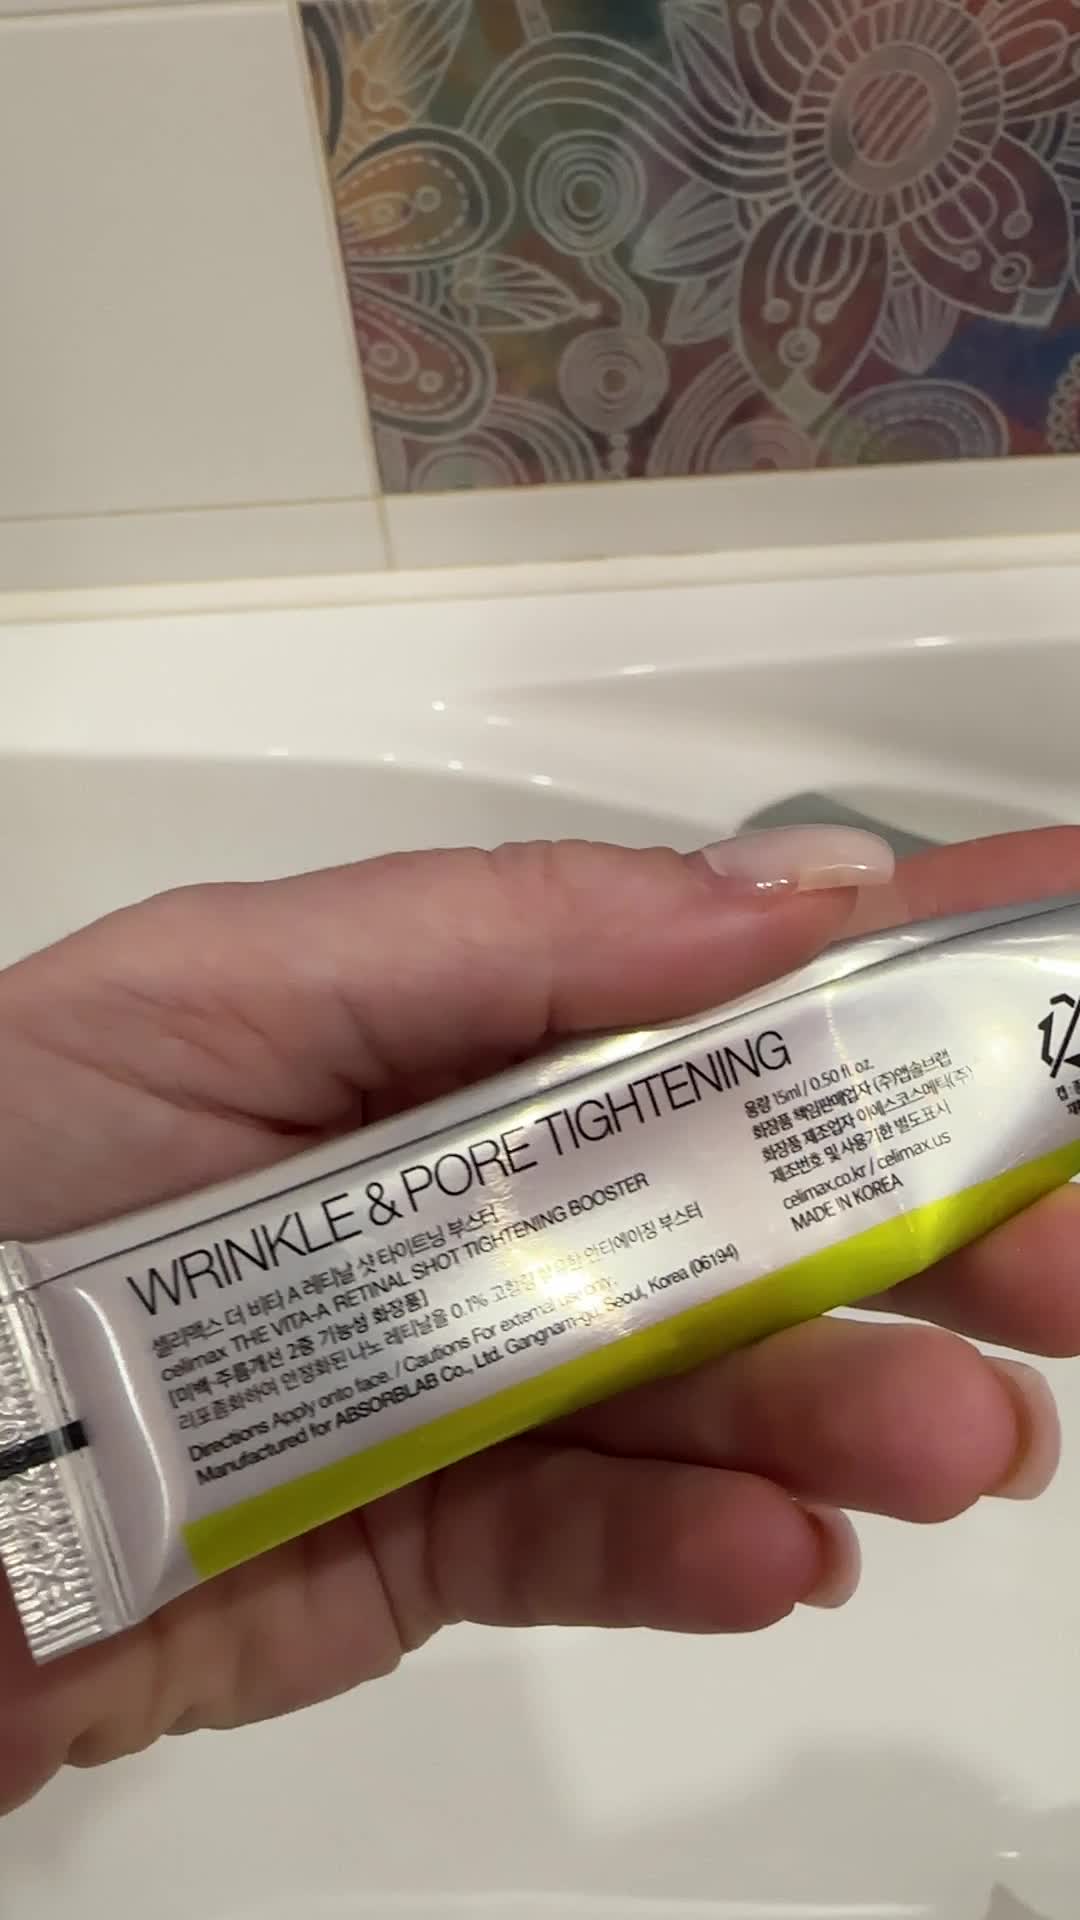 WRINKLE & PORE TIGHTENING
셀리맥스 더 비타 A 레티날 샷 타이트닝 부스터
celimax THE VITA-A RETINAL SHOT TIGHTENING BOOSTER
[미백·주름개선 2중 기능성 화장품]
리포좀화하여 안정화된 나노 레티날을 0.1% 고함량 안티에이징 부스터
Directions Apply onto face. / Cautions For external use only.
Manufactured for ABSORBLAB Co., Ltd. Gangnam-gu, Seoul, Korea (06194)
용량 15ml / 0.50 fl oz.
화장품 책임판매업자 (주)앱솔브랩
화장품 제조업자 이에스코스메틱(주)
제조번호 및 사용기한 별도표시
celimax.co.kr / celimax.us
MADE IN KOREA